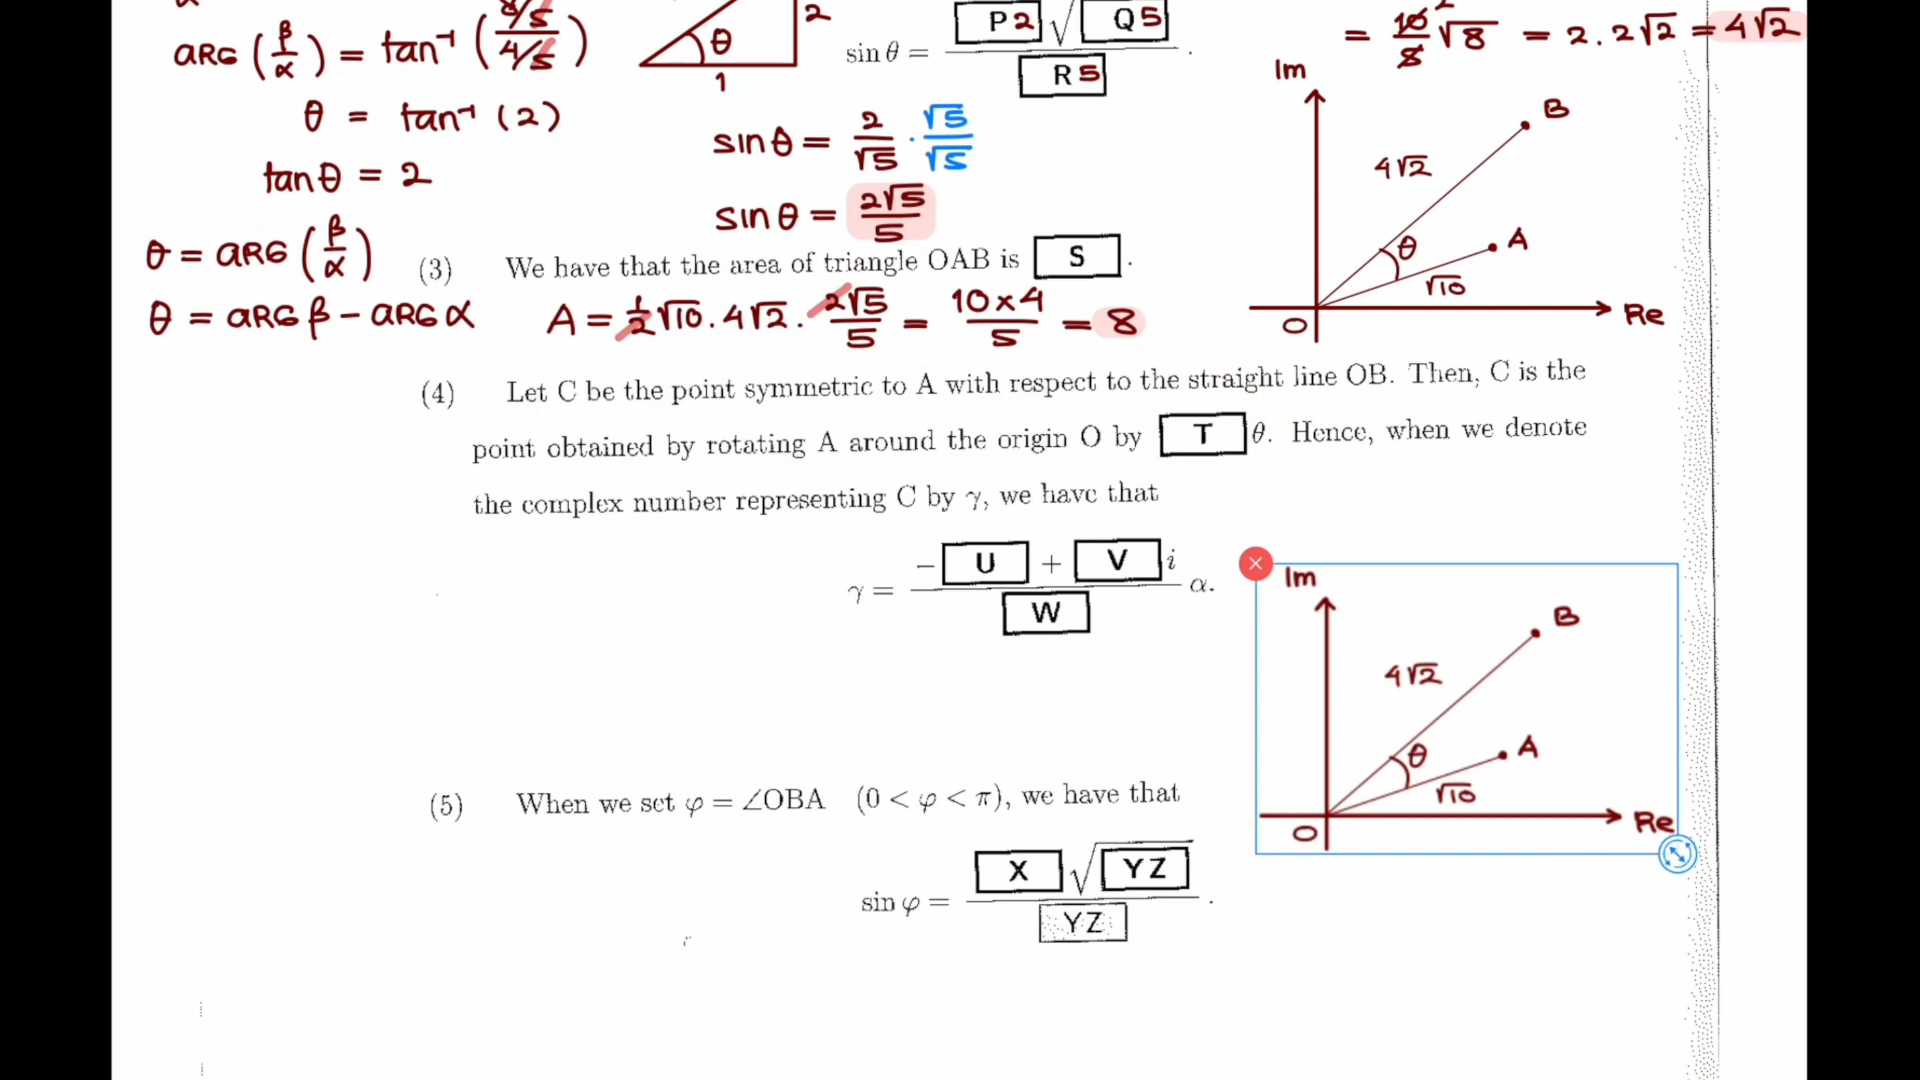 ARG (β/α) = tan⁻¹ (8/5 / 4/5)
θ = tan⁻¹ (2)
tanθ = 2
θ = ARG (β/α)
θ = ARG β − ARG α
θ
2
1
sin θ = P2 √Q5 / R5 .
sinθ = 2/√5 · √5/√5
sinθ = 2√5/5
= 10/8 √8 = 2.2√2 = 4√2
2
Im
B
4√2
θ
A
√10
O
Re
(3) We have that the area of triangle OAB is S .
A = 1/2 √10 . 4√2 . 2√5/5 = 10×4/5 = 8
(4) Let C be the point symmetric to A with respect to the straight line OB. Then, C is the
point obtained by rotating A around the origin O by T θ. Hence, when we denote
the complex number representing C by γ, we have that
γ = −U + V i / W α.
Im
B
4√2
θ
A
√10
O
Re
(5) When we set φ = ∠OBA (0 < φ < π), we have that
sin φ = X √YZ / YZ .